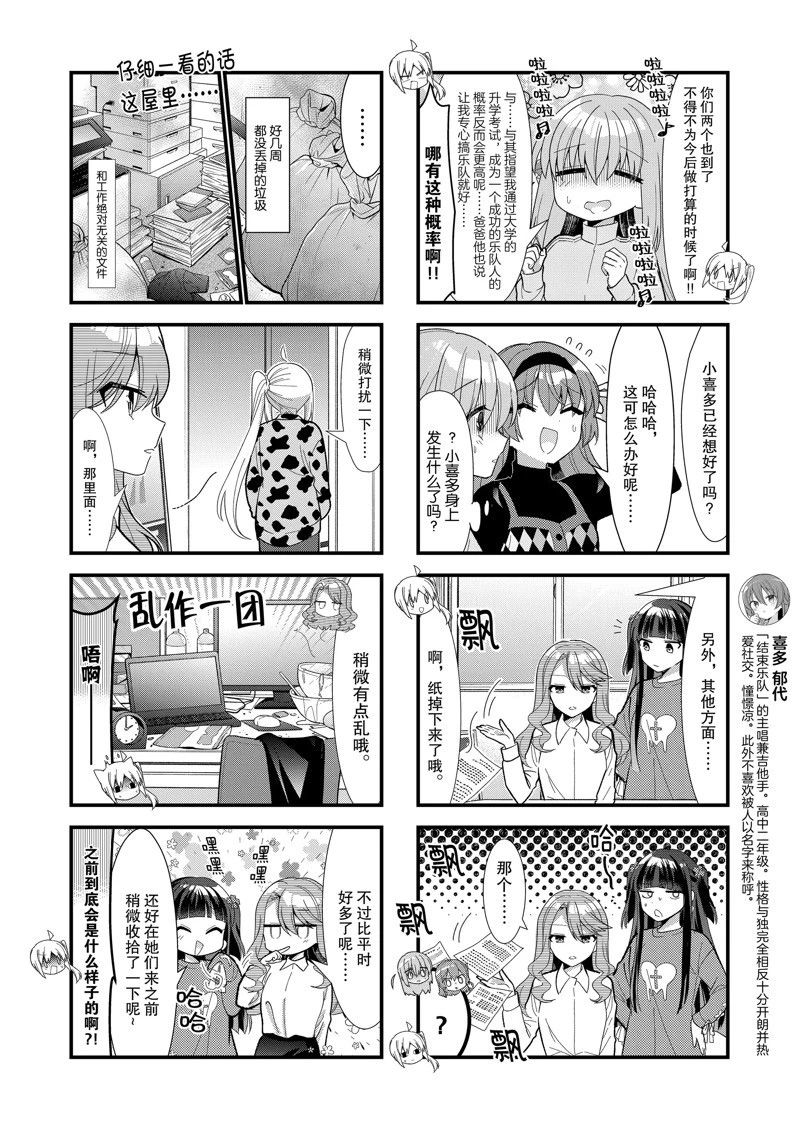 你们两个也到了
不得不为今后做打算的时候了啊!!
啦啦啦啦♪
啦啦啦啦♪
与……与其指望我通过大学的
升学考试，成为一个成功的乐队人的
概率反而会更高呢……爸爸他也说
让我专心搞乐队就好……
哪有这种概率啊!!
小喜多已经想好了吗？
哈哈哈，
这可怎么办好呢……
？小喜多身上
发生什么了吗？
另外，其他方面……
飘
啊，纸掉下来了哦。
哈~
那个……
飘
飘
飘
？
……
好几周
都没丢掉的垃圾
仔细一看的话
这屋里……
和工作绝对无关的文件
稍微打扰一下……
啊，那里面……
乱作一团
稍微有点乱哦。
唔啊——
不过比平时
好多了呢……
嘿嘿
嘿嘿
还好在她们来之前
稍微收拾了一下呢~
哈哈
之前到底会是什么样子的啊?!
喜多 郁代
「结束乐队」的主唱兼吉他手。高中二年级。性格与独完全相反十分开朗并热
爱社交。憧憬凉。此外不喜欢被人以名字来称呼。